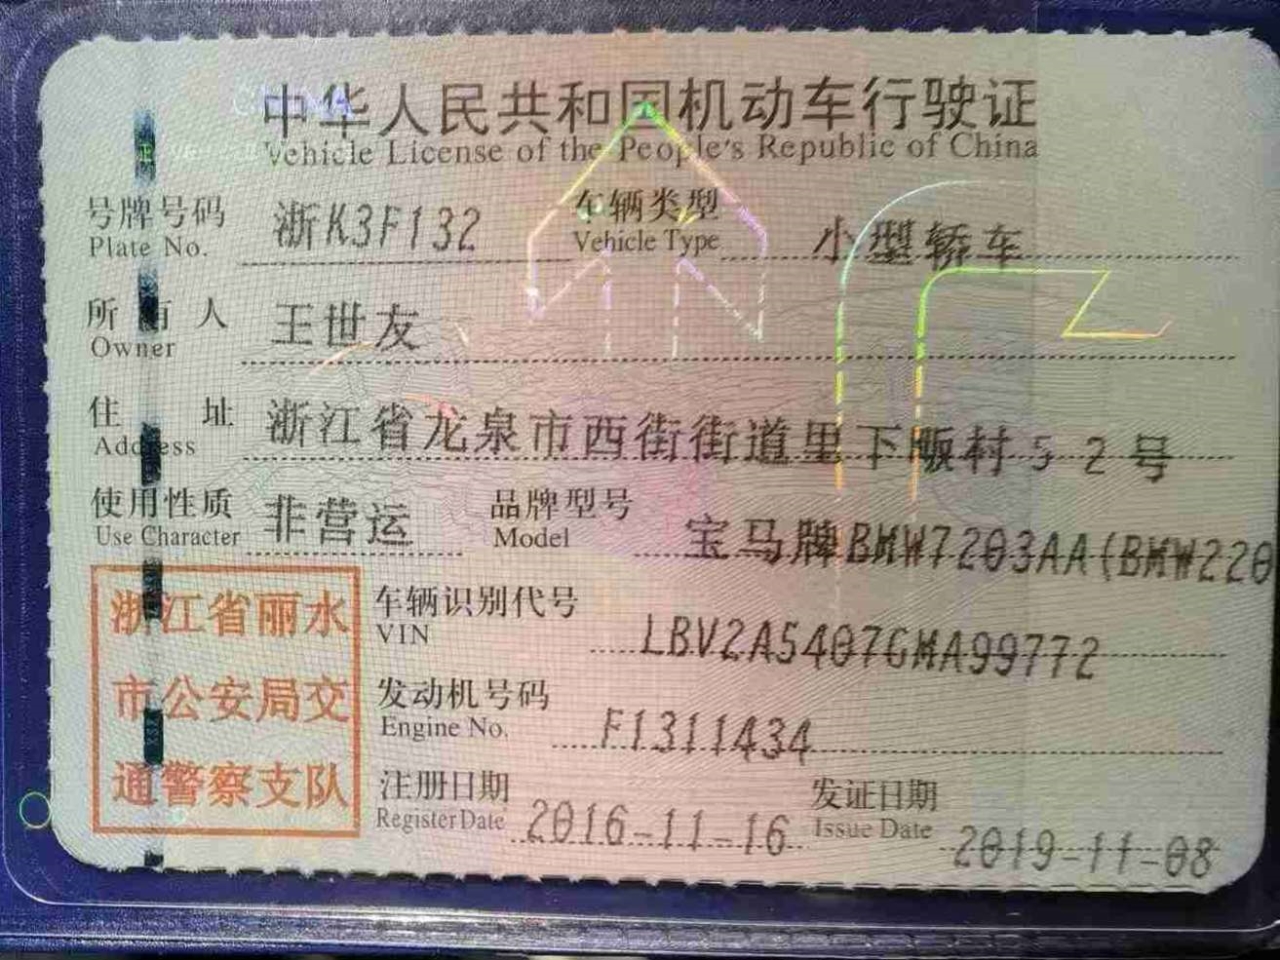 中华人民共和国机动车行驶证
Vehicle License of the People's Republic of China
号牌号码 浙K3F132 车辆类型 小型轿车
Plate No. Vehicle Type
所有人 王世友
Owner
住址 浙江省龙泉市西街街道里下畈村52号
Address
使用性质 非营运 品牌型号 宝马牌BMW7203AA(BMW220
Use Character Model
浙江省丽水
市公安局交
通警察支队
车辆识别代号 LBV2A5407GMA99772
VIN
发动机号码 F1311434
Engine No.
注册日期 2016-11-16 发证日期 2019-11-08
Register Date Issue Date